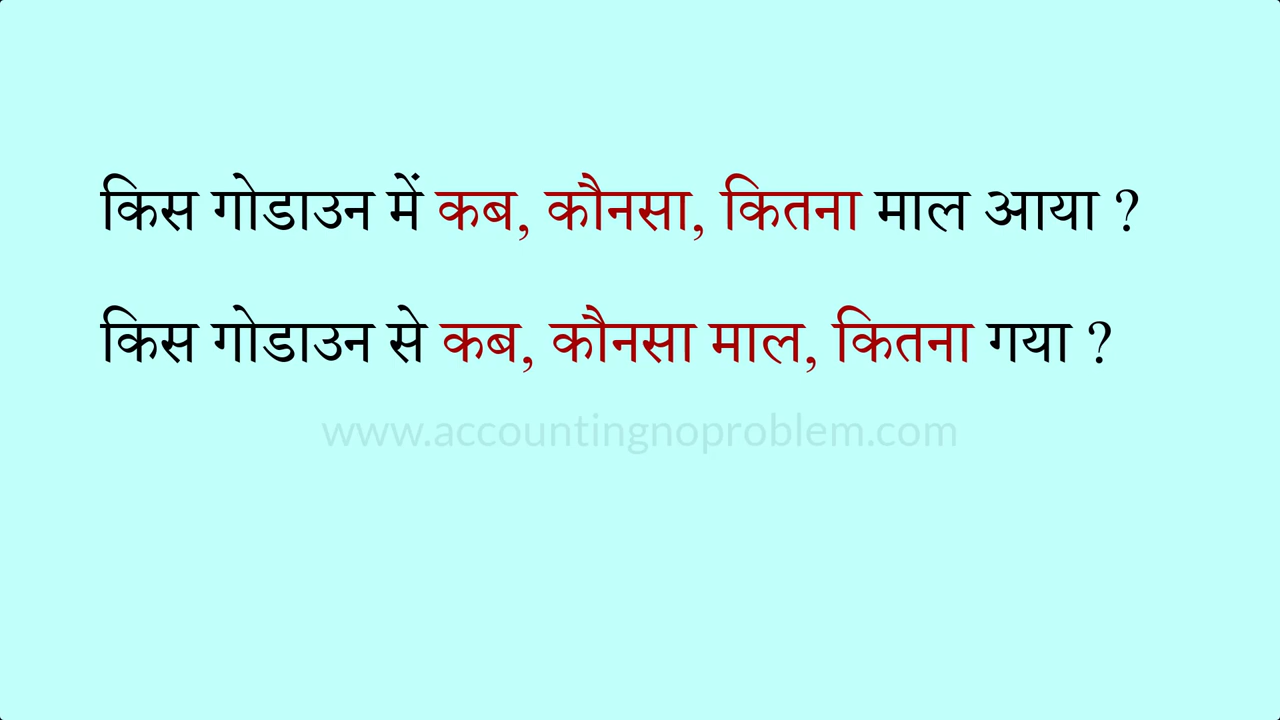 किस गोडाउन में कब, कौनसा, कितना माल आया ?
किस गोडाउन से कब, कौनसा माल, कितना गया ?
www.accountingnoproblem.com